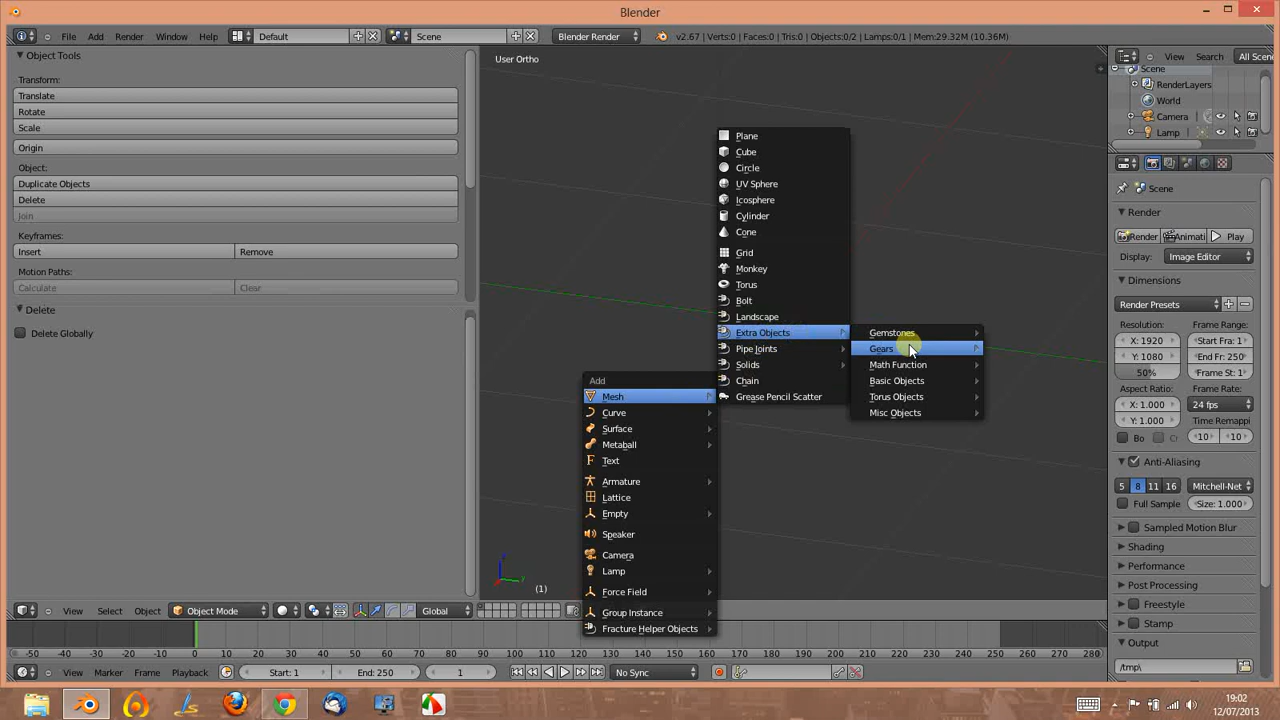 Blender
File Add Render Window Help Default Scene Blender Render v2.67 | Verts:0 | Faces:0 | Tris:0 | Objects:0/2 | Lamps:0/1 | Mem:29.32M (10.36M)
Object Tools
Transform:
Translate
Rotate
Scale
Origin
Object:
Duplicate Objects
Delete
Join
Keyframes:
Insert Remove
Motion Paths:
Calculate Clear
Delete
Delete Globally
User Ortho
Plane
Cube
Circle
UV Sphere
Icosphere
Cylinder
Cone
Grid
Monkey
Torus
Bolt
Landscape
Extra Objects
Pipe Joints
Solids
Chain
Grease Pencil Scatter
Gemstones
Gears
Math Function
Basic Objects
Torus Objects
Misc Objects
Add
Mesh
Curve
Surface
Metaball
Text
Armature
Lattice
Empty
Speaker
Camera
Lamp
Force Field
Group Instance
Fracture Helper Objects
(1)
View Select Object Object Mode Global
View Search All Scen
Scene
RenderLayers
World
Camera
Lamp
Scene
Render
Render Animati Play
Display: Image Editor
Dimensions
Render Presets
Resolution: Frame Range:
X: 1920 Start Fra: 1
Y: 1080 End Fr: 250
50% Frame St: 1
Aspect Ratio: Frame Rate:
X: 1.000 24 fps
Y: 1.000 Time Remappi
Bo 10 10
Anti-Aliasing
5 8 11 16 Mitchell-Net
Full Sample Size: 1.000
Sampled Motion Blur
Shading
Performance
Post Processing
Freestyle
Stamp
Output
/tmp\
-50 -40 -30 -20 -10 0 10 20 30 40 50 60 70 80 90 100 110 120 130 140 150 160 170 180 190 200 210 220 230 240 250 260 270 280
View Marker Frame Playback Start: 1 End: 250 1 No Sync
19:02
12/07/2013